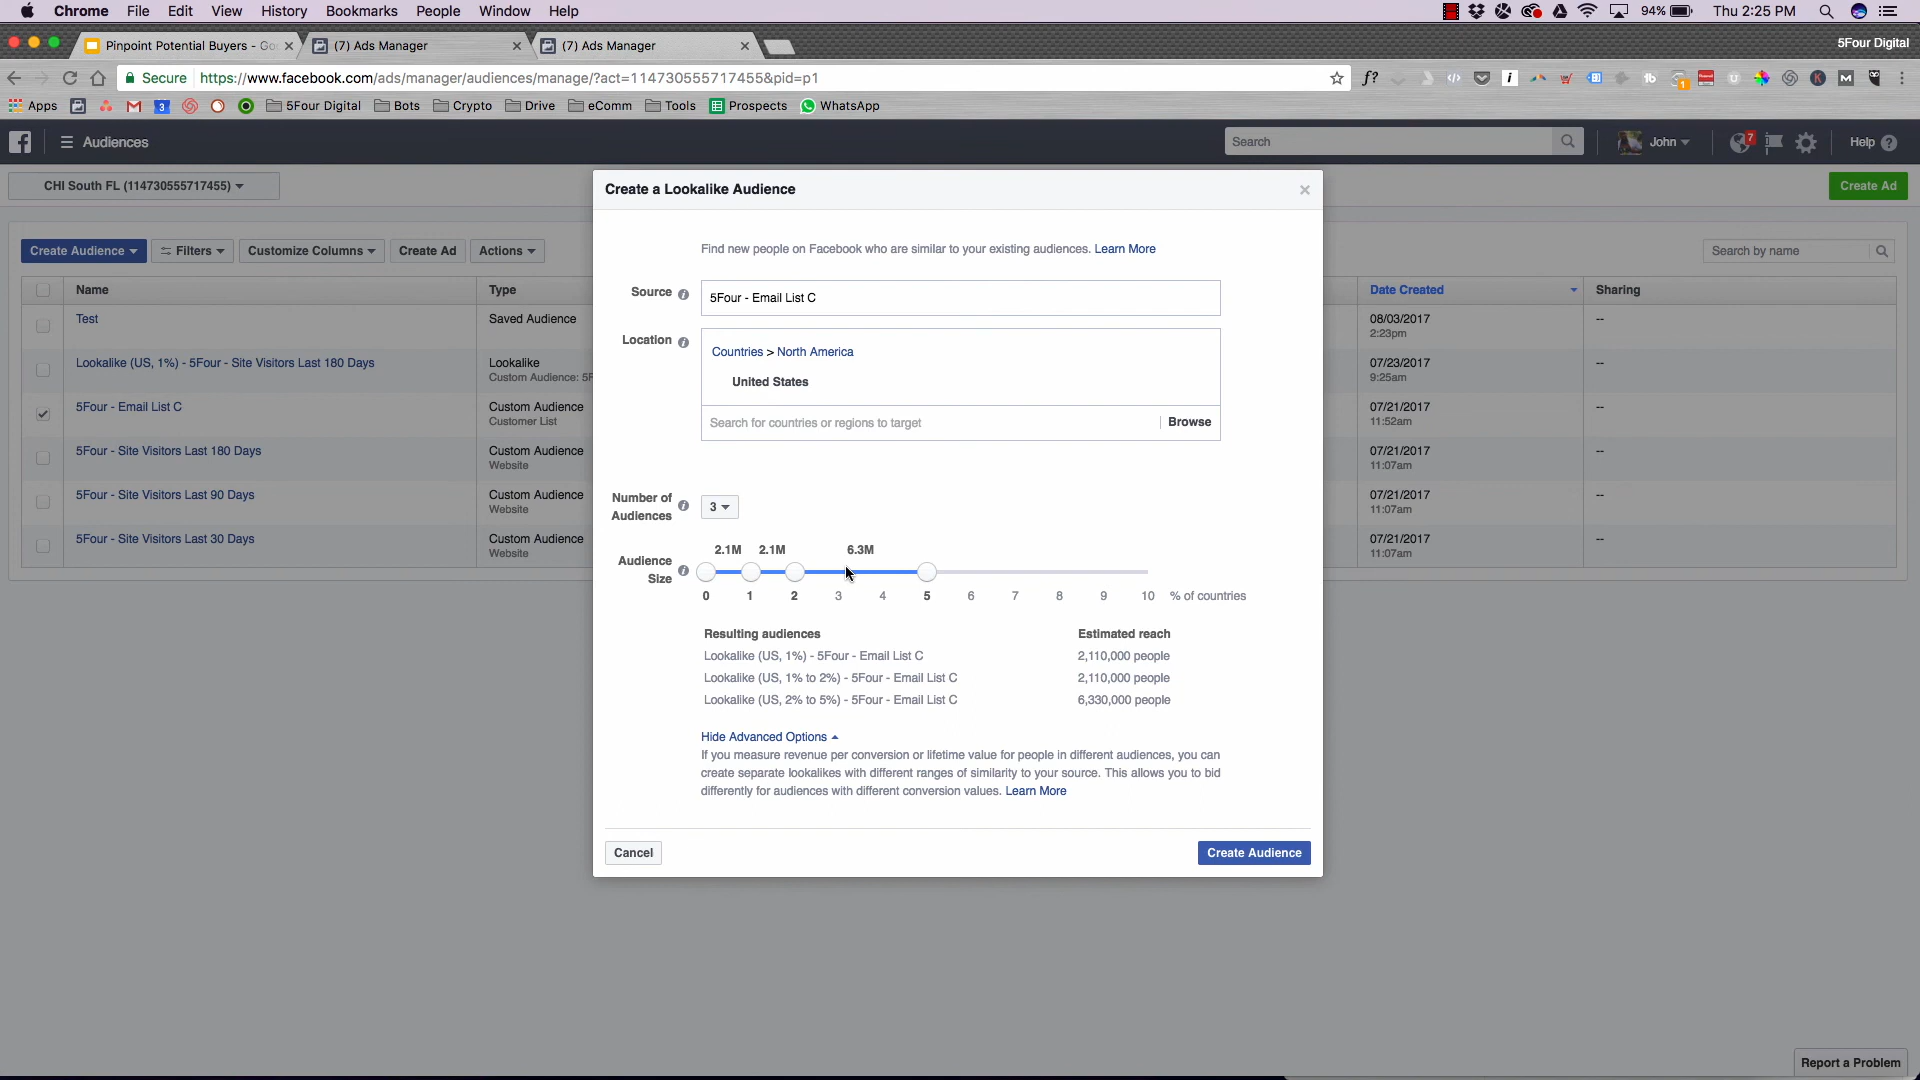 Chrome File Edit View History Bookmarks People Window Help 94% Thu 2:25 PM
Pinpoint Potential Buyers - Go (7) Ads Manager (7) Ads Manager 5Four Digital
Secure https://www.facebook.com/ads/manager/audiences/manage/?act=114730555717455&pid=p1
Apps 5Four Digital Bots Crypto Drive eComm Tools Prospects WhatsApp
Audiences Search John 7 Help
CHI South FL (114730555717455) Create Ad
Create a Lookalike Audience
Create Audience Filters Customize Columns Create Ad Actions Search by name
Find new people on Facebook who are similar to your existing audiences. Learn More
Name Type Date Created Sharing
Source 5Four - Email List C
Test Saved Audience 08/03/2017 --
2:23pm
Location Countries > North America
United States
Search for countries or regions to target Browse
Lookalike (US, 1%) - 5Four - Site Visitors Last 180 Days Lookalike 07/23/2017 --
Custom Audience: 5F 9:25am
5Four - Email List C Custom Audience 07/21/2017 --
Customer List 11:52am
5Four - Site Visitors Last 180 Days Custom Audience 07/21/2017 --
Website 11:07am
5Four - Site Visitors Last 90 Days Custom Audience 07/21/2017 --
Website 11:07am
5Four - Site Visitors Last 30 Days Custom Audience 07/21/2017 --
Website 11:07am
Number of
Audiences 3
2.1M 2.1M 6.3M
Audience
Size
0 1 2 3 4 5 6 7 8 9 10 % of countries
Resulting audiences Estimated reach
Lookalike (US, 1%) - 5Four - Email List C 2,110,000 people
Lookalike (US, 1% to 2%) - 5Four - Email List C 2,110,000 people
Lookalike (US, 2% to 5%) - 5Four - Email List C 6,330,000 people
Hide Advanced Options
If you measure revenue per conversion or lifetime value for people in different audiences, you can
create separate lookalikes with different ranges of similarity to your source. This allows you to bid
differently for audiences with different conversion values. Learn More
Cancel Create Audience
Report a Problem